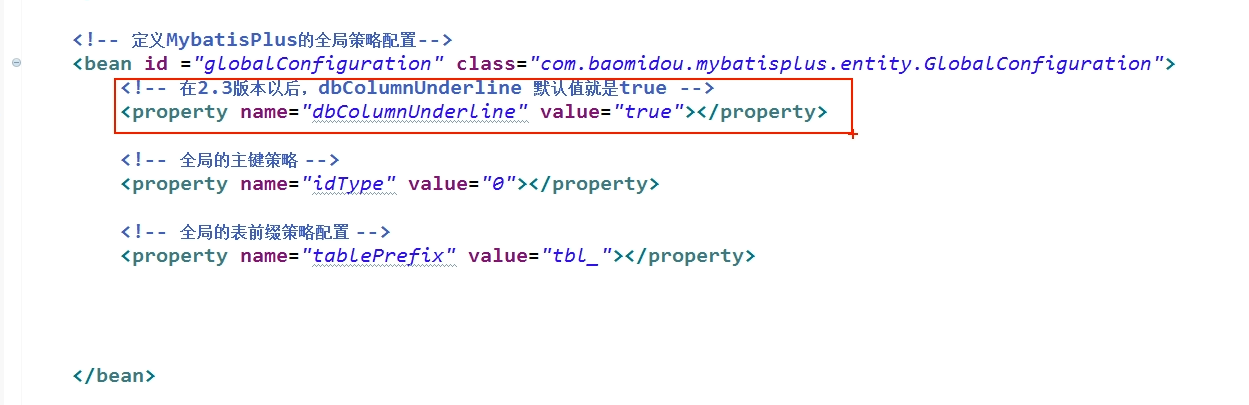 <!-- 定义MybatisPlus的全局策略配置-->
<bean id ="globalConfiguration" class="com.baomidou.mybatisplus.entity.GlobalConfiguration">
<!-- 在2.3版本以后，dbColumnUnderline 默认值就是true -->
<property name="dbColumnUnderline" value="true"></property>
<!-- 全局的主键策略 -->
<property name="idType" value="0"></property>
<!-- 全局的表前缀策略配置 -->
<property name="tablePrefix" value="tbl_"></property>
</bean>